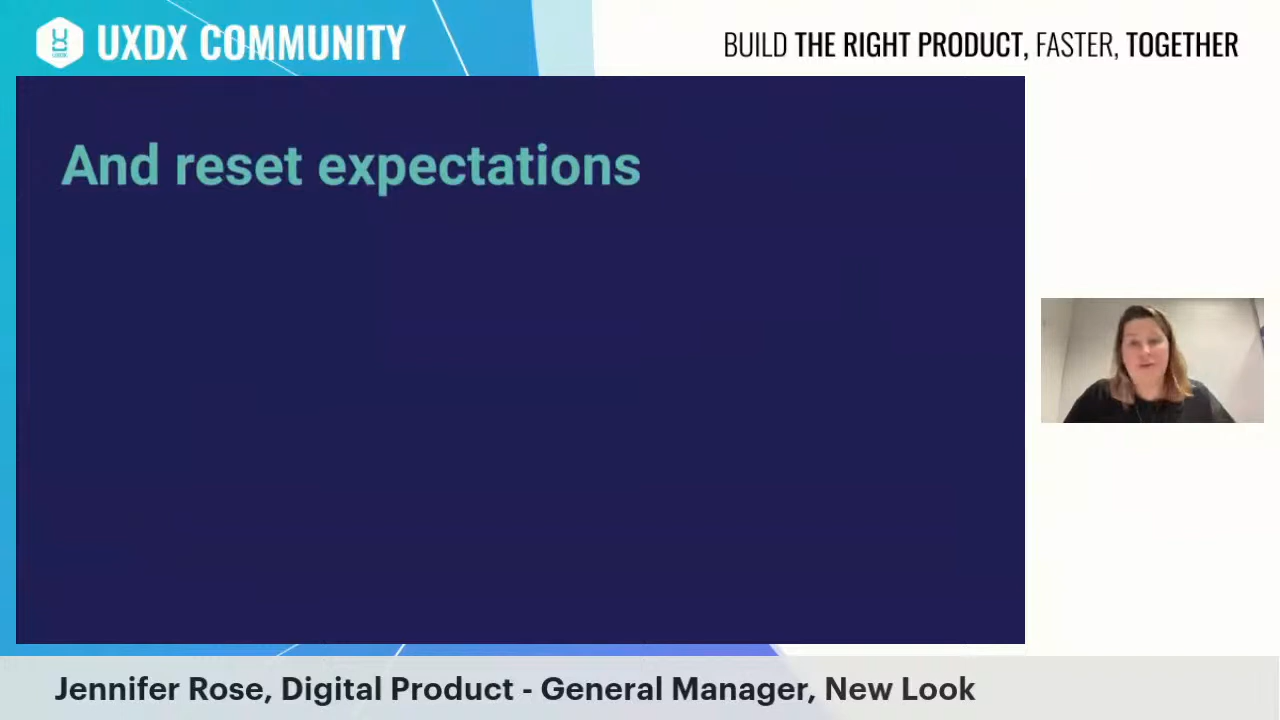 UXDX COMMUNITY
BUILD THE RIGHT PRODUCT, FASTER, TOGETHER
And reset expectations
Jennifer Rose, Digital Product - General Manager, New Look